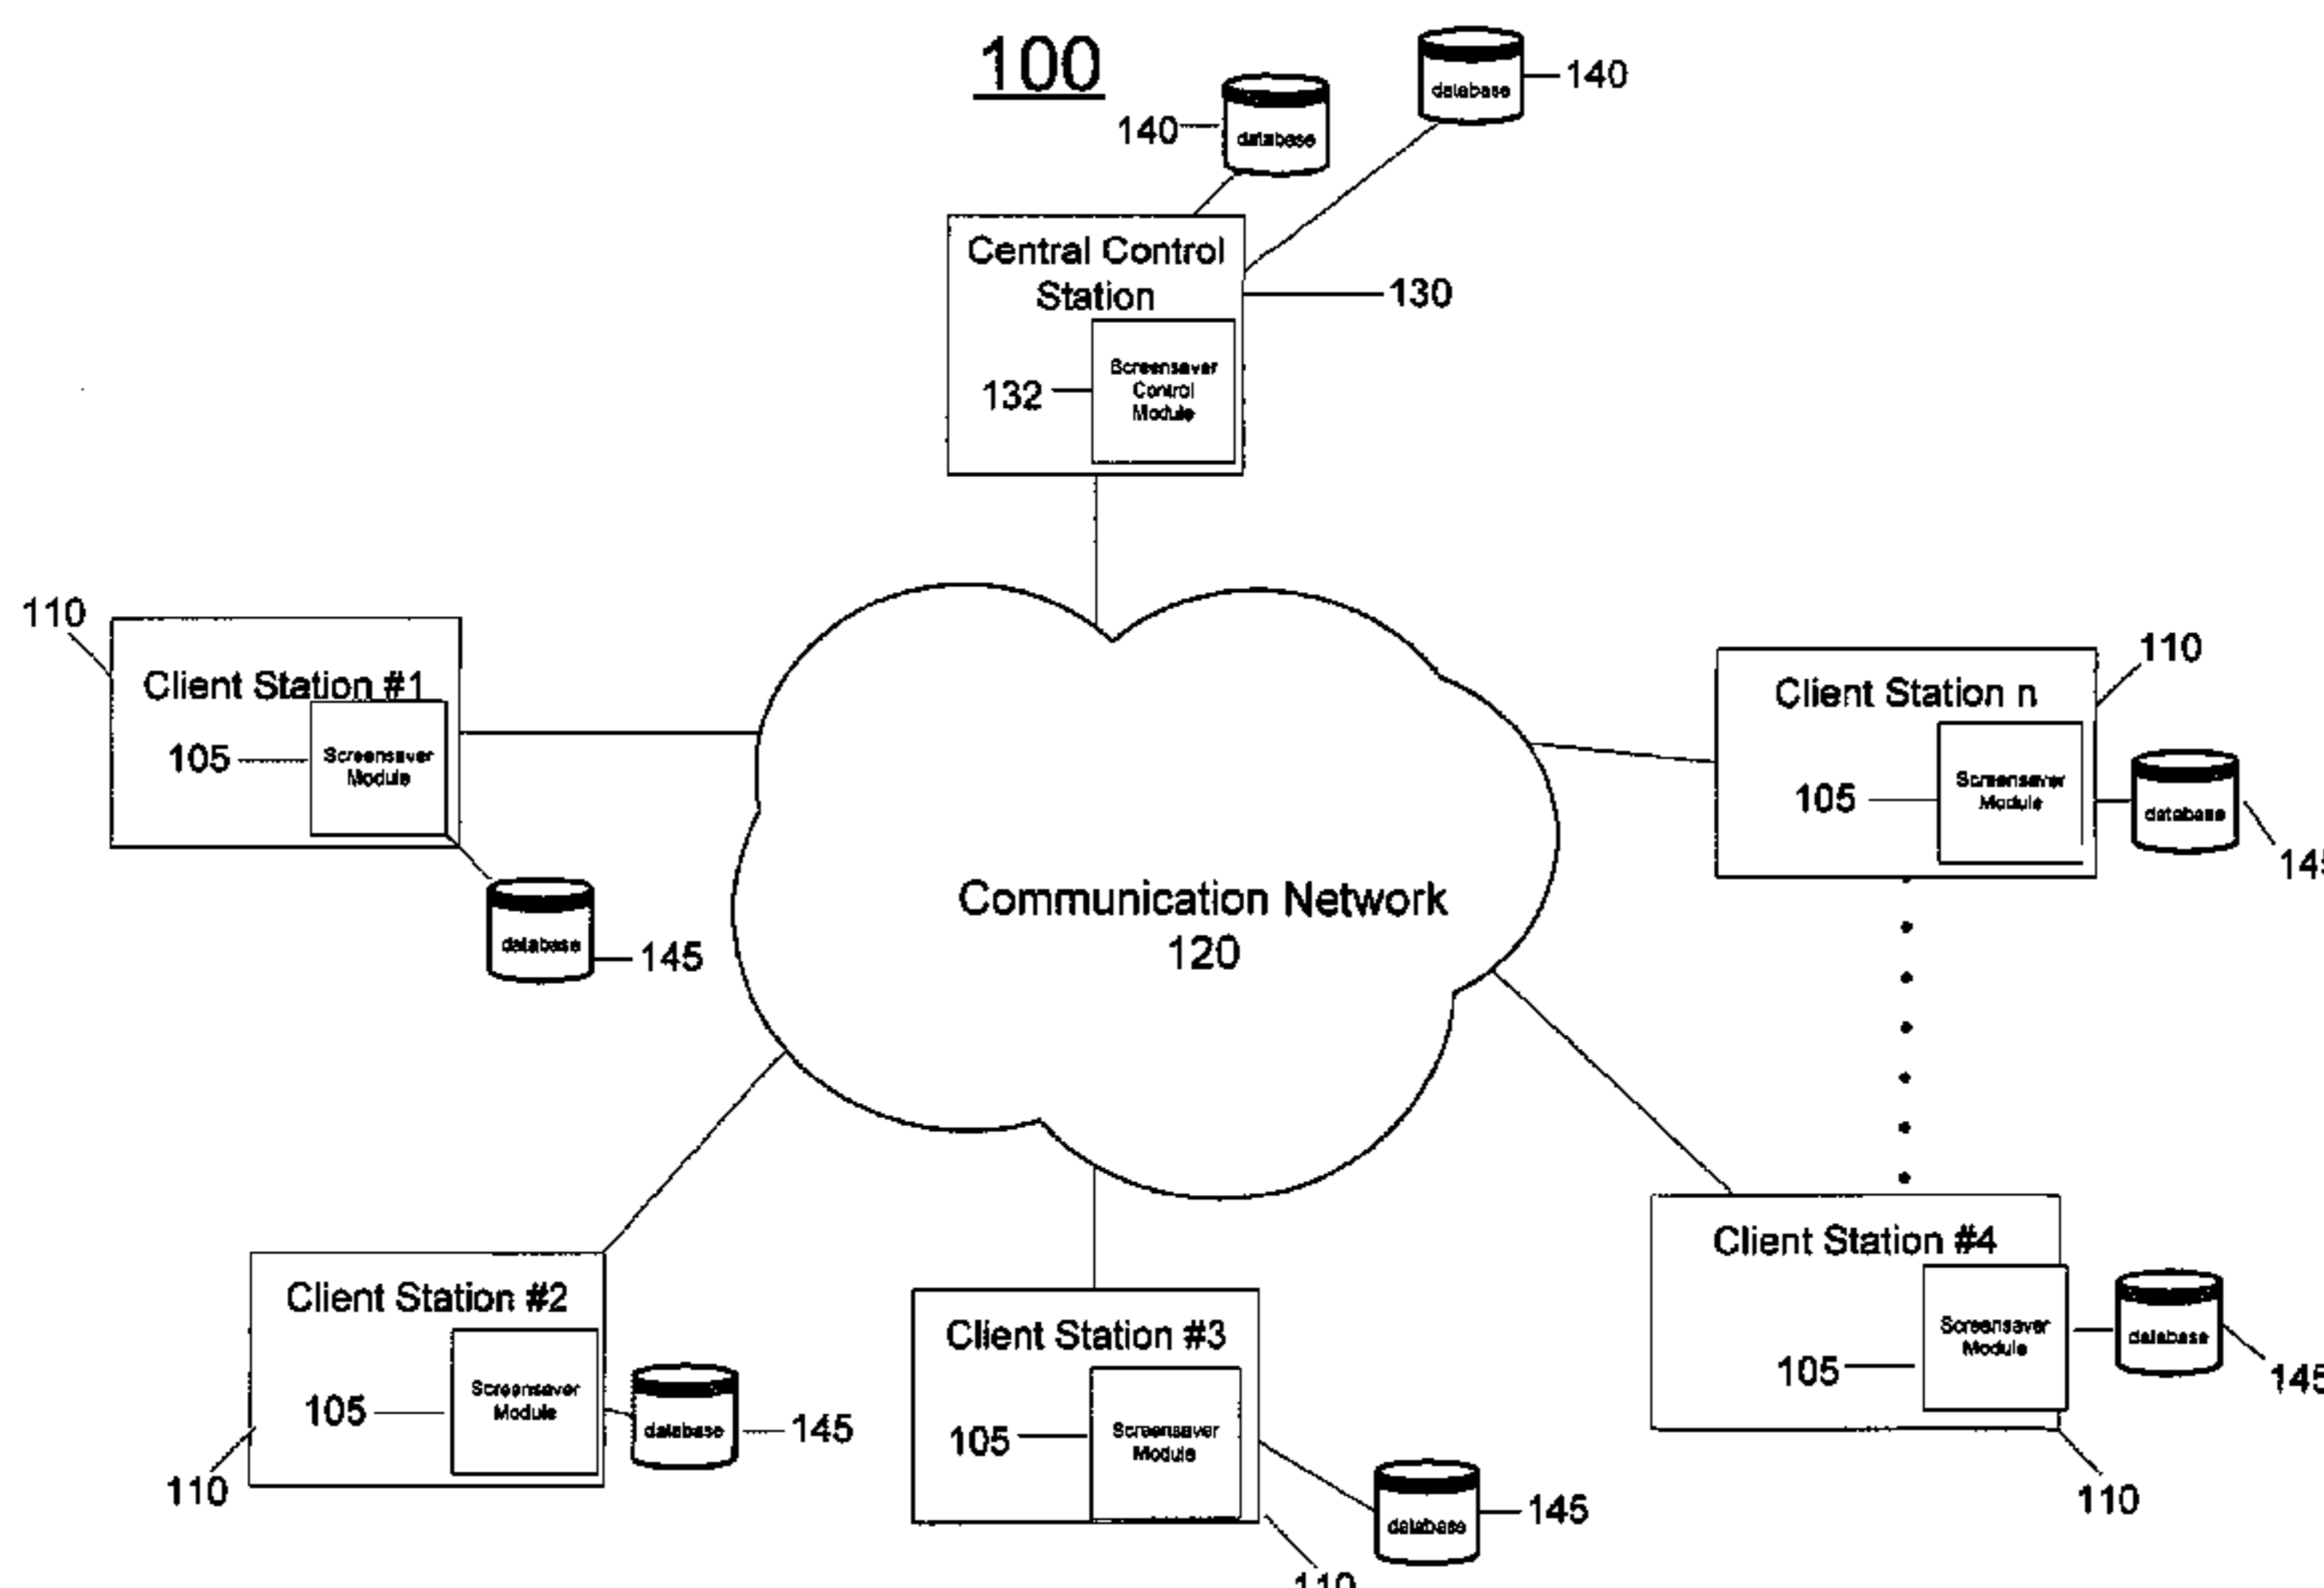 100
database
140
140
database
Central Control
Station
130
132
Screensaver
Control
Module
110
Client Station #1
105
Screensaver
Module
database
145
Communication Network
120
110
Client Station n
105
Screensaver
Module
database
145
Client Station #2
105
Screensaver
Module
database
145
110
Client Station #3
105
Screensaver
Module
database
145
110
Client Station #4
105
Screensaver
Module
database
145
110